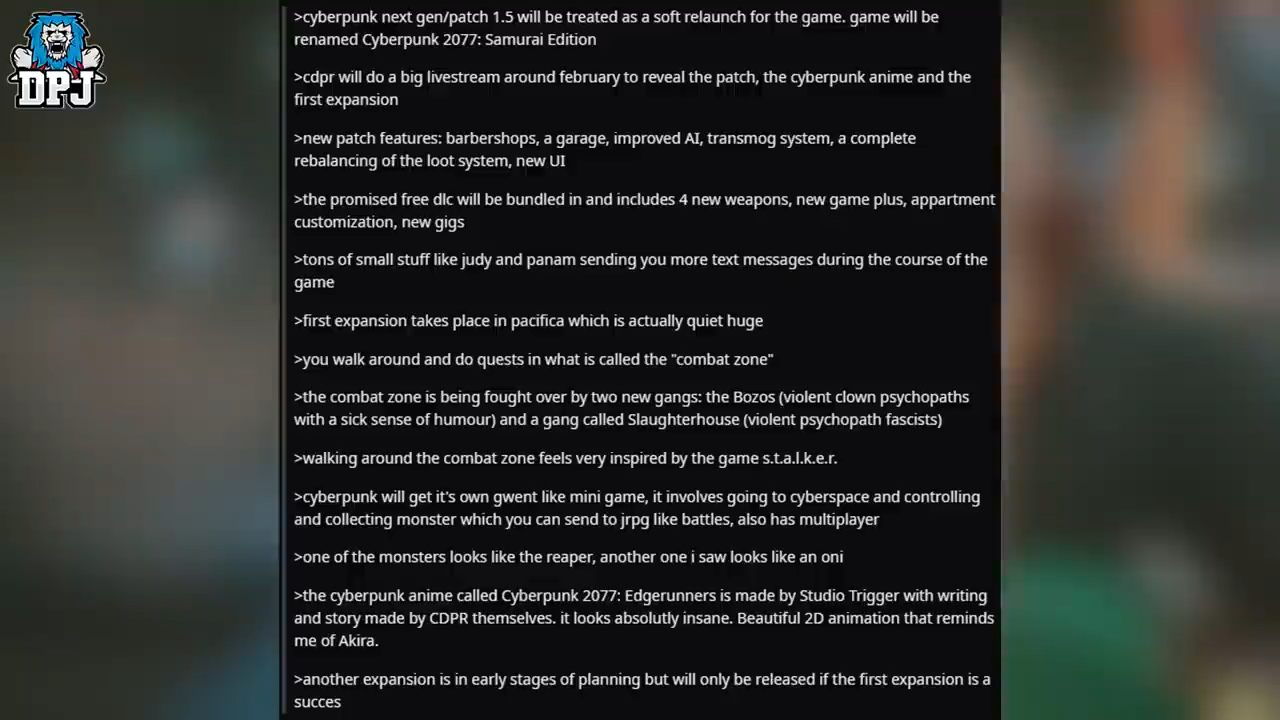 DPJ
>cyberpunk next gen/patch 1.5 will be treated as a soft relaunch for the game. game will be
renamed Cyberpunk 2077: Samurai Edition
>cdpr will do a big livestream around february to reveal the patch, the cyberpunk anime and the
first expansion
>new patch features: barbershops, a garage, improved AI, transmog system, a complete
rebalancing of the loot system, new UI
>the promised free dlc will be bundled in and includes 4 new weapons, new game plus, appartment
customization, new gigs
>tons of small stuff like judy and panam sending you more text messages during the course of the
game
>first expansion takes place in pacifica which is actually quiet huge
>you walk around and do quests in what is called the "combat zone"
>the combat zone is being fought over by two new gangs: the Bozos (violent clown psychopaths
with a sick sense of humour) and a gang called Slaughterhouse (violent psychopath fascists)
>walking around the combat zone feels very inspired by the game s.t.a.l.k.e.r.
>cyberpunk will get it's own gwent like mini game, it involves going to cyberspace and controlling
and collecting monster which you can send to jrpg like battles, also has multiplayer
>one of the monsters looks like the reaper, another one i saw looks like an oni
>the cyberpunk anime called Cyberpunk 2077: Edgerunners is made by Studio Trigger with writing
and story made by CDPR themselves. it looks absolutly insane. Beautiful 2D animation that reminds
me of Akira.
>another expansion is in early stages of planning but will only be released if the first expansion is a
succes